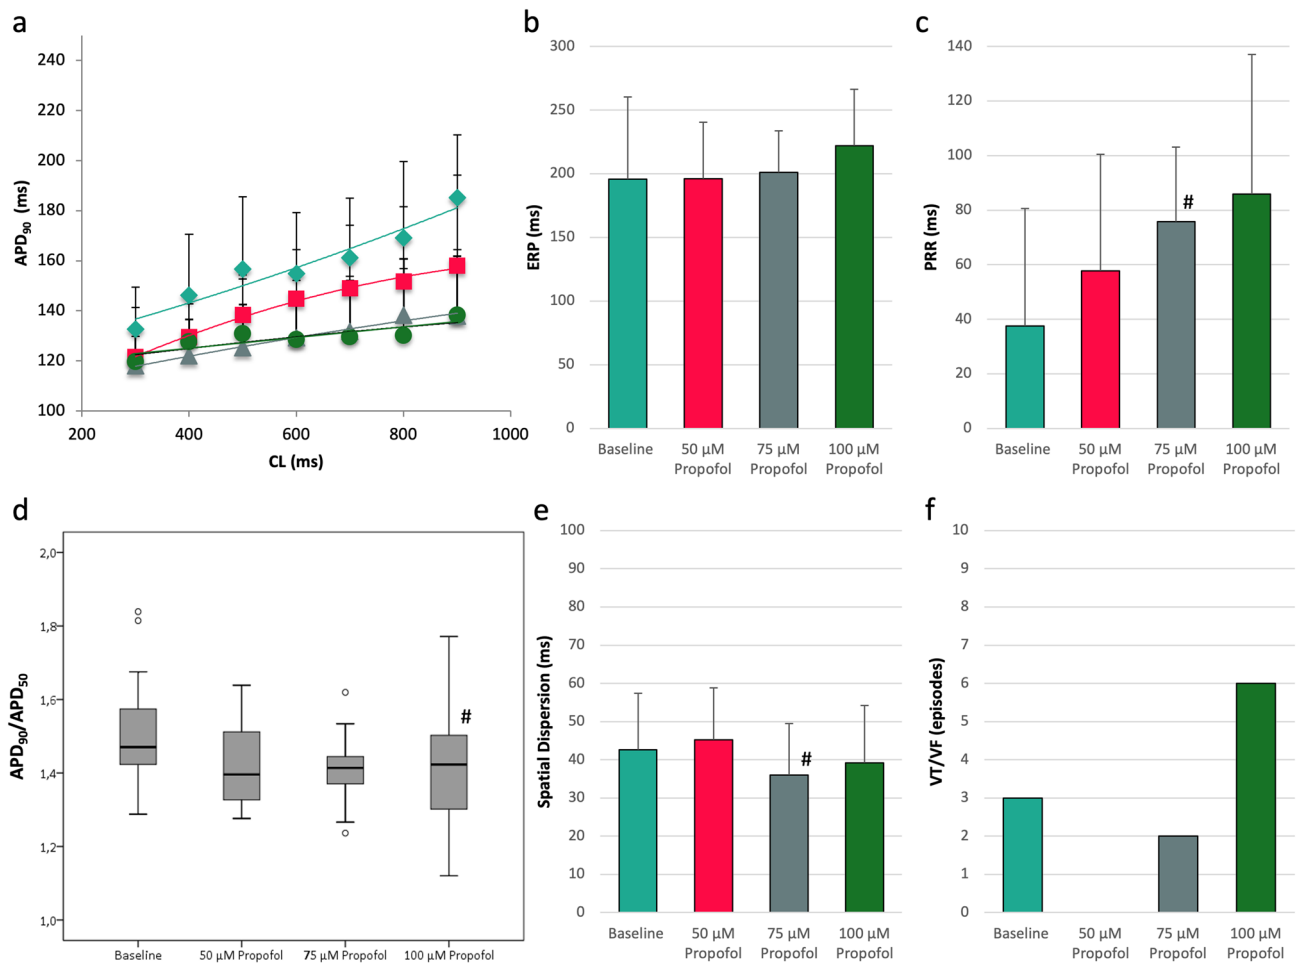 a
APD90 (ms)
240
220
200
180
160
140
120
100
200
400
600
800
1000
CL (ms)
b
ERP (ms)
300
250
200
150
200
100
50
0
Baseline
50 µM Propofol
75 µM Propofol
100 µM Propofol
c
PRR (ms)
140
120
100
80
60
40
20
0
#
Baseline
50 µM Propofol
75 µM Propofol
100 µM Propofol
d
APD90/APD50
2,0
1,8
1,6
1,4
1,2
1,0
#
Baseline
50 µM Propofol
75 µM Propofol
100 µM Propofol
e
Spatial Dispersion (ms)
100
90
80
70
60
50
40
30
20
10
0
#
Baseline
50 µM Propofol
75 µM Propofol
100 µM Propofol
f
VT/VF (episodes)
10
9
8
7
6
5
4
3
2
1
0
Baseline
50 µM Propofol
75 µM Propofol
100 µM Propofol